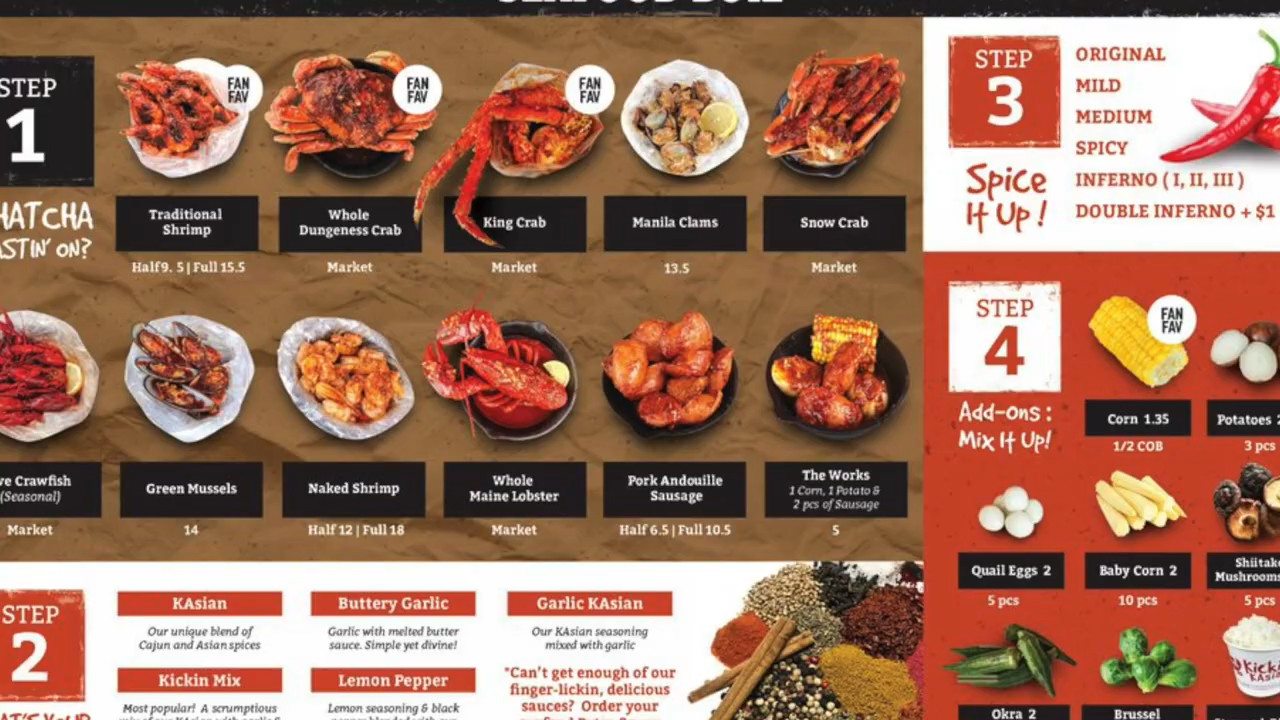 STEP
1
FAN
FAV
FAN
FAV
FAN
FAV
Traditional
Shrimp
Half 9. 5 | Full 15.5
Whole
Dungeness Crab
Market
King Crab
Market
Manila Clams
13.5
Snow Crab
Market
Crawfish
(Seasonal)
Market
Green Mussels
14
Naked Shrimp
Half 12 | Full 18
Whole
Maine Lobster
Market
Pork Andouille
Sausage
Half 6.5 | Full 10.5
The Works
1 Corn, 1 Potato &
2 pcs of Sausage
5
STEP
2
KAsian
Our unique blend of
Cajun and Asian spices
Buttery Garlic
Garlic with melted butter
sauce. Simple yet divine!
Garlic KAsian
Our KAsian seasoning
mixed with garlic
Kickin Mix
Most popular! A scrumptious
Lemon Pepper
Lemon seasoning & black
*Can't get enough of our
finger-lickin, delicious
sauces? Order your
STEP
3
Spice
It Up!
ORIGINAL
MILD
MEDIUM
SPICY
INFERNO ( I, II, III )
DOUBLE INFERNO + $1
STEP
4
Add-ons:
Mix It Up!
FAN
FAV
Corn 1.35
1/2 COB
Potatoes
3 pcs
Quail Eggs 2
5 pcs
Baby Corn 2
10 pcs
Mushrooms
5 pcs
Okra 2
Brussel